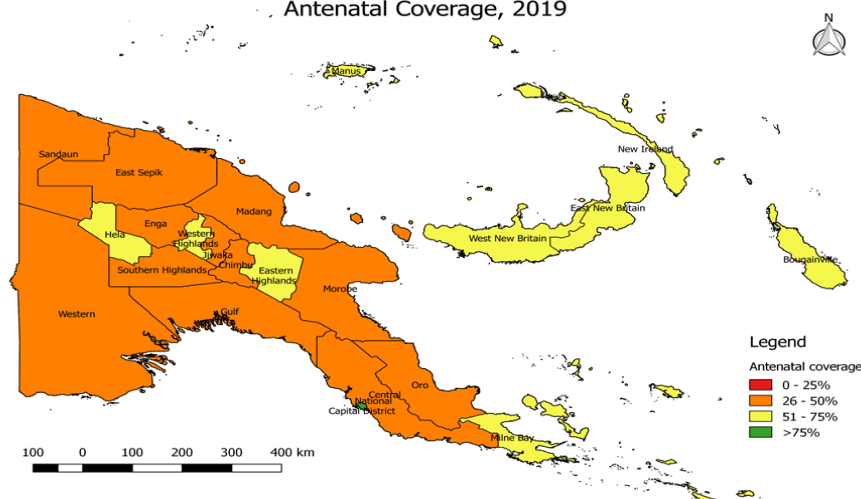 Antenatal Coverage, 2019
N
Manus
New Ireland
Sandaun
East Sepik
Madang
East New Britain
West New Britain
Enga
Hela
Western
Highlands
Jiwaka
Chimbu
Southern Highlands
Eastern
Highlands
Bougainville
Morobe
Western
Gulf
Oro
Central
National
Capital District
Milne Bay
Legend
Antenatal coverage
0 - 25%
26 - 50%
51 - 75%
>75%
100 0 100 200 300 400 km